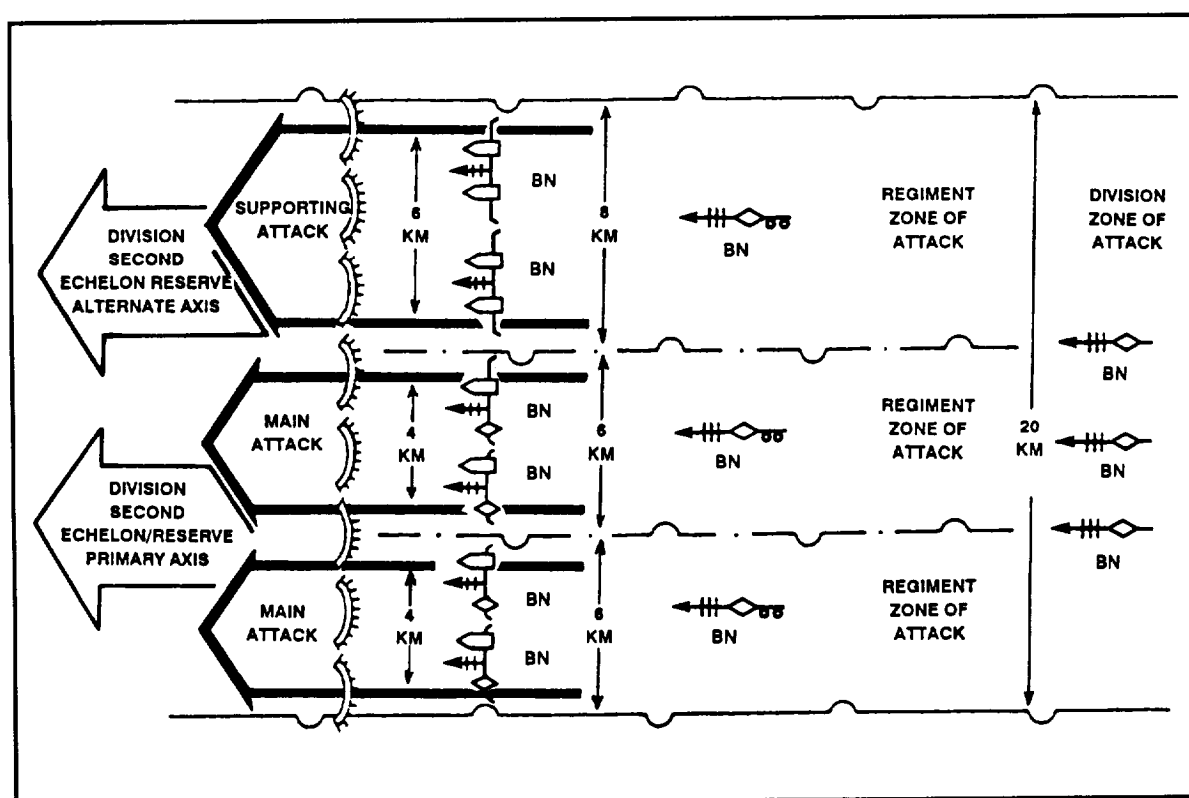 SUPPORTING
ATTACK
DIVISION
SECOND
ECHELON RESERVE
ALTERNATE AXIS
6
KM
BN
BN
8
KM
BN
REGIMENT
ZONE OF
ATTACK
DIVISION
ZONE OF
ATTACK
MAIN
ATTACK
4
KM
BN
BN
6
KM
BN
REGIMENT
ZONE OF
ATTACK
20
KM
BN
BN
BN
DIVISION
SECOND
ECHELON/RESERVE
PRIMARY AXIS
MAIN
ATTACK
4
KM
BN
BN
6
KM
BN
REGIMENT
ZONE OF
ATTACK